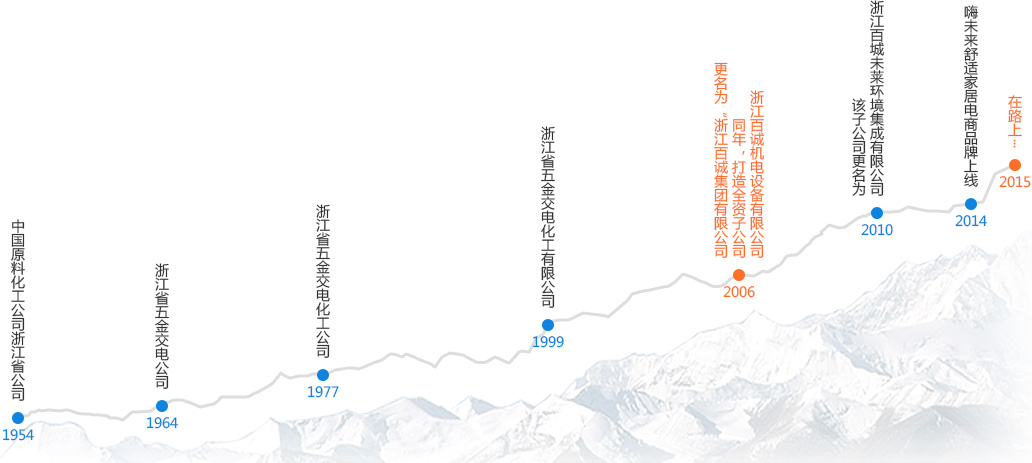 中国原料化工公司浙江省公司
1954
浙江省五金交电公司
1964
浙江省五金交电化工公司
1977
浙江省五金交电化工有限公司
1999
更名为“浙江百诚集团有限公司
同年，打造全资子公司
浙江百诚机电设备有限公司
2006
该子公司更名为
浙江百城未莱环境集成有限公司
2010
嗨未来舒适家居电商品牌上线
2014
在路上…
2015